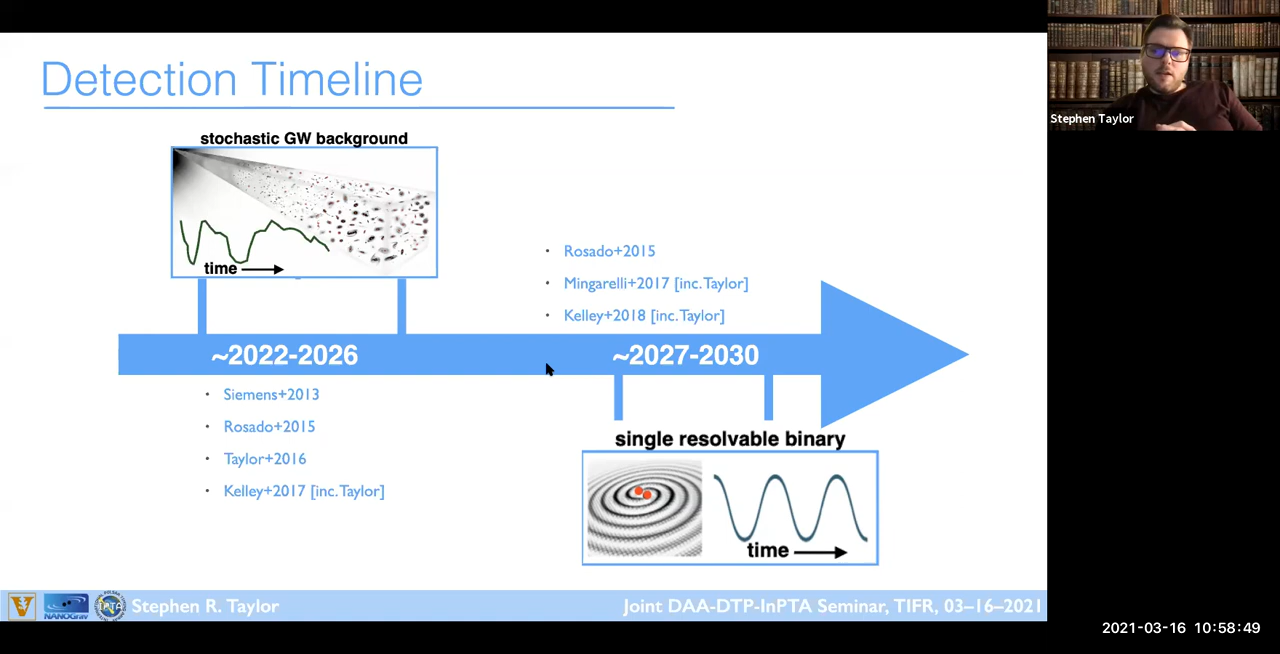 Detection Timeline
stochastic GW background
time
Rosado+2015
Mingarelli+2017 [inc.Taylor]
Kelley+2018 [inc.Taylor]
~2022-2026
~2027-2030
Siemens+2013
Rosado+2015
Taylor+2016
Kelley+2017 [inc.Taylor]
single resolvable binary
time
V
NANOGrav
IPTA
Stephen R. Taylor
Joint DAA-DTP-InPTA Seminar, TIFR, 03–16–2021
Stephen Taylor
2021-03-16 10:58:49